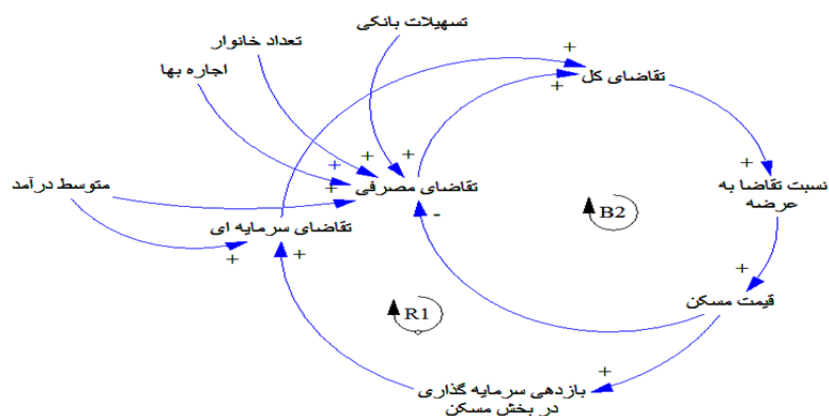 تسهیلات بانکی
تعداد خانوار
اجاره بها
تقاضای کل
+
+
+
+
+
+
+
متوسط درآمد
تقاضای مصرفی
نسبت تقاضا به
عرضه
-
B2
تقاضای سرمایه ای
+
+
+
قیمت مسکن
R1
+
بازدهی سرمایه گذاری
در بخش مسکن